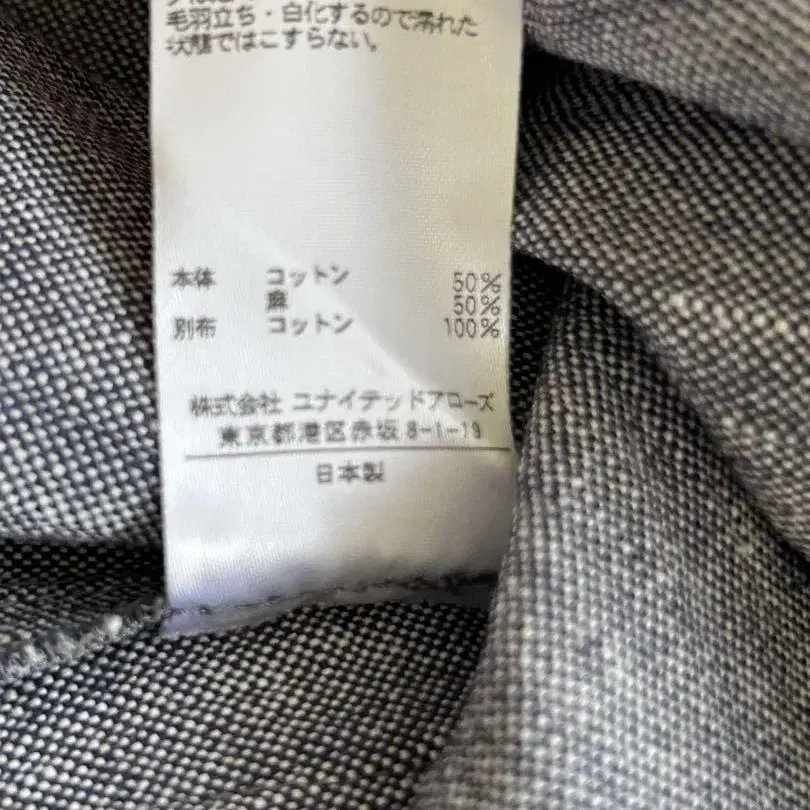 毛羽立ち・白化するので濡れた
状態ではこすらない。
本体 コットン 50%
麻 50%
別布 コットン 100%
株式会社 ユナイテッドアローズ
東京都港区赤坂 8-1-19
日本製